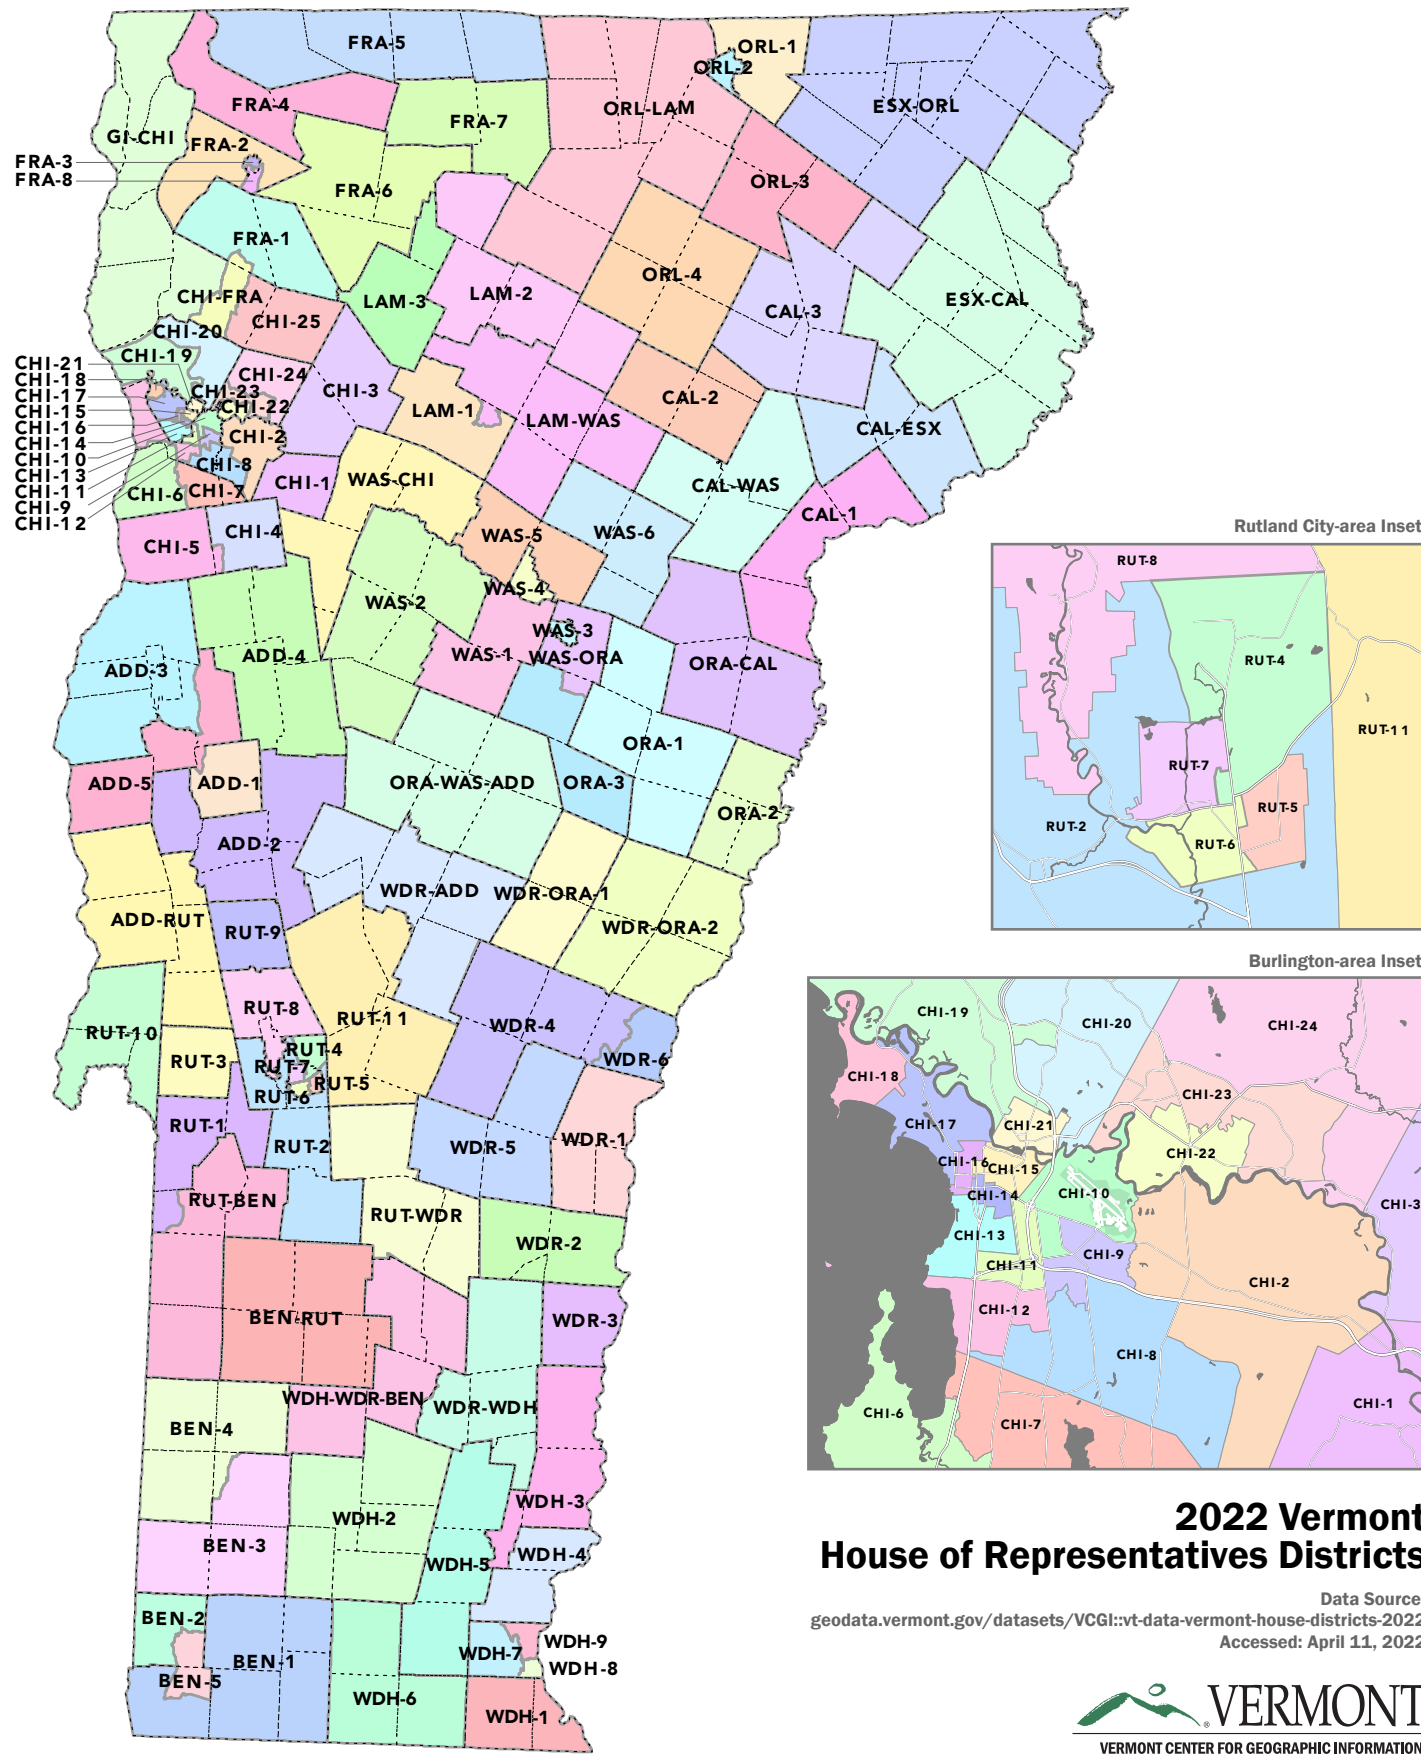 FRA-5
ORL-1
ORL-2
FRA-4
ORL-LAM
ESX-ORL
FRA-7
GI-CHI
FRA-2
FRA-3
FRA-8
FRA-6
ORL-3
FRA-1
ORL-4
CHI-FRA
LAM-3
LAM-2
ESX-CAL
CAL-3
CHI-25
CHI-20
CHI-19
CHI-21
CHI-18
CHI-17
CHI-15
CHI-16
CHI-14
CHI-10
CHI-13
CHI-11
CHI-9
CHI-12
CHI-24
CHI-23
CHI-22
CHI-3
LAM-1
CAL-2
LAM-WAS
CAL-ESX
CHI-2
CHI-8
CHI-1
WAS-CHI
CAL-WAS
CHI-6
CHI-7
CAL-1
CHI-4
CHI-5
WAS-5
WAS-6
WAS-4
WAS-2
WAS-3
WAS-1
WAS-ORA
ORA-CAL
ADD-3
ADD-4
ORA-1
ADD-5
ADD-1
ORA-WAS-ADD
ORA-3
ORA-2
ADD-2
WDR-ADD
WDR-ORA-1
ADD-RUT
RUT-9
WDR-ORA-2
RUT-8
RUT-11
WDR-4
RUT-10
RUT-4
RUT-3
RUT-7
WDR-6
RUT-5
RUT-6
RUT-1
RUT-2
WDR-5
WDR-1
RUT-BEN
RUT-WDR
WDR-2
BEN-RUT
WDR-3
WDH-WDR-BEN
WDR-WDH
BEN-4
WDH-3
WDH-2
BEN-3
WDH-5
WDH-4
BEN-2
WDH-9
WDH-7
WDH-8
BEN-1
BEN-5
WDH-6
WDH-1
Rutland City-area Inset
RUT-8
RUT-4
RUT-11
RUT-7
RUT-5
RUT-2
RUT-6
Burlington-area Inset
CHI-19
CHI-20
CHI-24
CHI-18
CHI-23
CHI-17
CHI-21
CHI-22
CHI-16
CHI-15
CHI-14
CHI-10
CHI-3
CHI-13
CHI-9
CHI-11
CHI-2
CHI-12
CHI-8
CHI-1
CHI-6
CHI-7
2022 Vermont
House of Representatives Districts
Data Source
geodata.vermont.gov/datasets/VCGI::vt-data-vermont-house-districts-2022
Accessed: April 11, 2022
VERMONT
VERMONT CENTER FOR GEOGRAPHIC INFORMATION